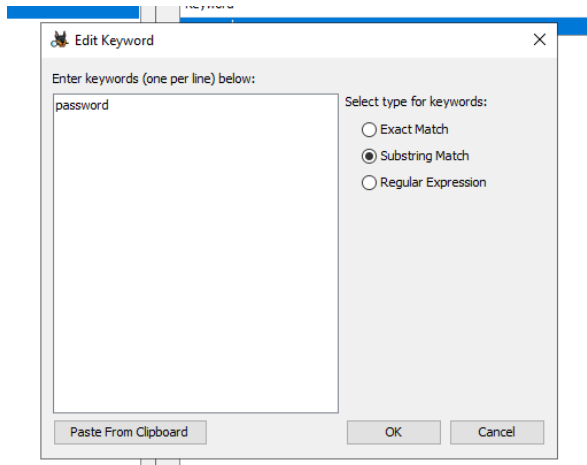 Keyword
Edit Keyword
Enter keywords (one per line) below:
password
Select type for keywords:
Exact Match
Substring Match
Regular Expression
Paste From Clipboard
OK
Cancel